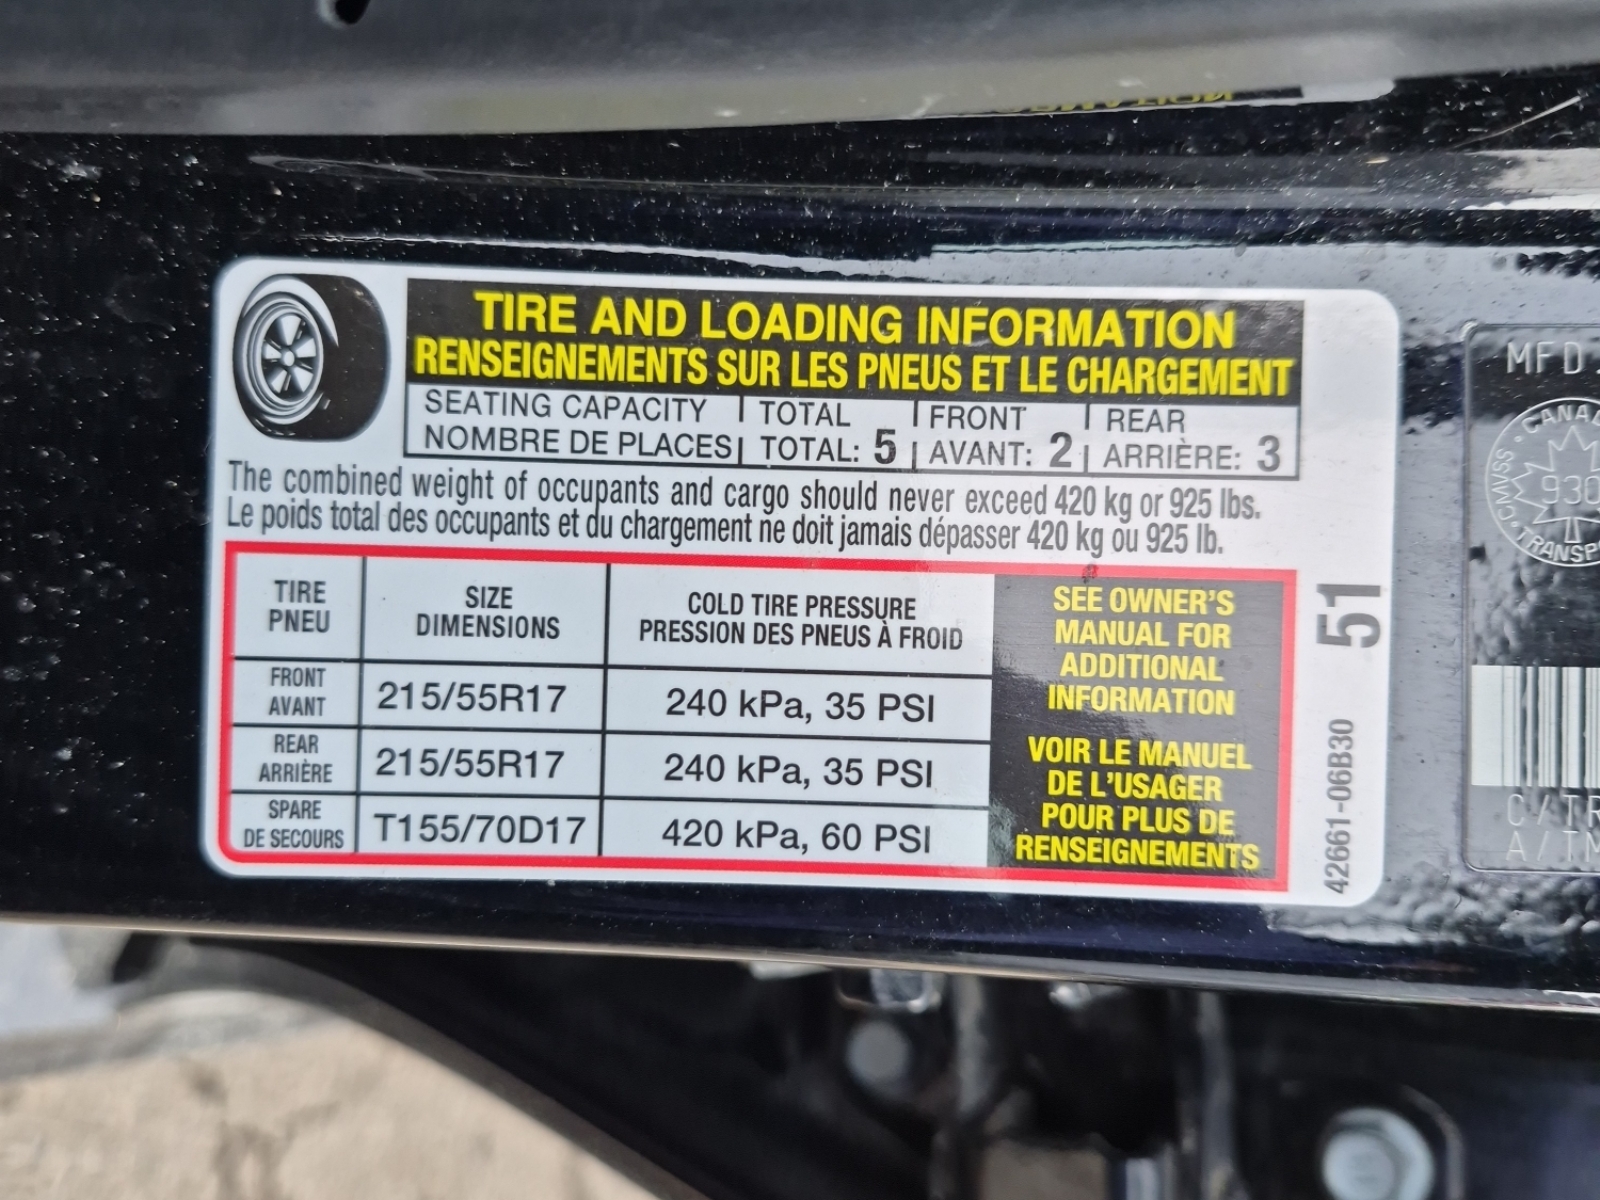 TIRE AND LOADING INFORMATION
RENSEIGNEMENTS SUR LES PNEUS ET LE CHARGEMENT
SEATING CAPACITY | TOTAL | FRONT | REAR
NOMBRE DE PLACES | TOTAL: 5 | AVANT: 2 | ARRIÈRE: 3
The combined weight of occupants and cargo should never exceed 420 kg or 925 lbs.
Le poids total des occupants et du chargement ne doit jamais dépasser 420 kg ou 925 lb.
TIRE SIZE COLD TIRE PRESSURE
PNEU DIMENSIONS PRESSION DES PNEUS À FROID
FRONT
AVANT 215/55R17 240 kPa, 35 PSI
REAR
ARRIÈRE 215/55R17 240 kPa, 35 PSI
SPARE
DE SECOURS T155/70D17 420 kPa, 60 PSI
SEE OWNER'S
MANUAL FOR
ADDITIONAL
INFORMATION
VOIR LE MANUEL
DE L'USAGER
POUR PLUS DE
RENSEIGNEMENTS
51
42661-06B30
MFD
CMVSS
930
C/TR
A/TM